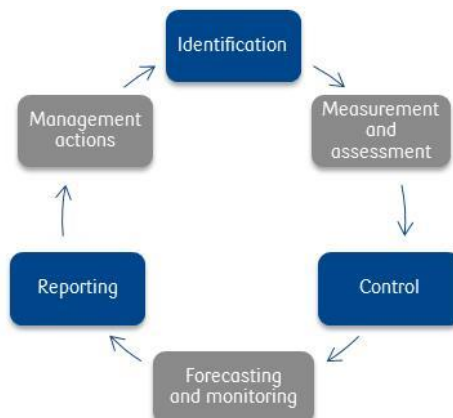 Identification
Measurement
and
assessment
Control
Forecasting
and monitoring
Reporting
Management
actions